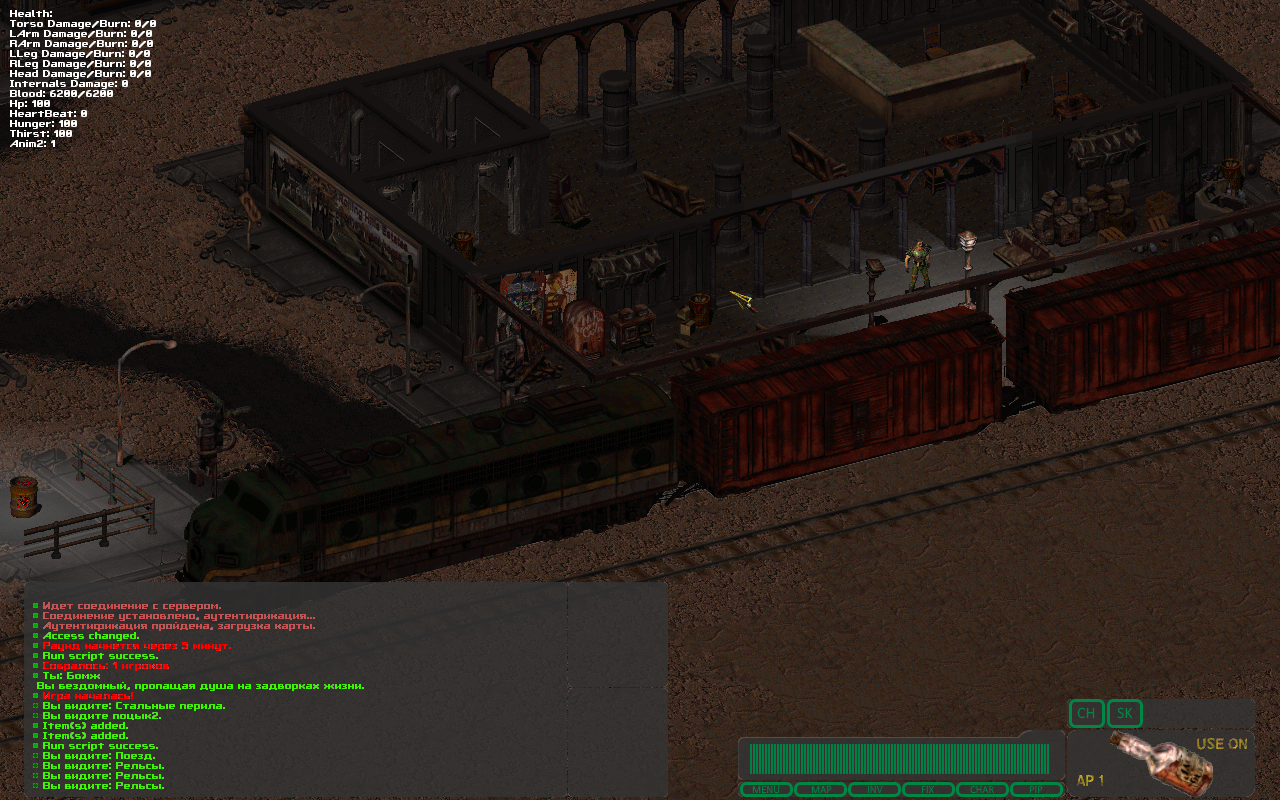 Health:
Torso Damage/Burn: 0/0
LArm Damage/Burn: 0/0
RArm Damage/Burn: 0/0
LLeg Damage/Burn: 0/0
RLeg Damage/Burn: 0/0
Head Damage/Burn: 0/0
Internals Damage: 0
Blood: 6200/6200
Hp: 100
HeartBeat: 0
Hunger: 100
Thirst: 100
Anim2: 1
Идет соединение с сервером.
Соединение установлено, аутентификация...
Аутентификация пройдена, загрузка карты.
Access changed.
Раунд начнется через 5 минут.
Run script success.
Собралось: 1 игроков
Ты: Бомж
Вы бездомный, пропащая душа на задворках жизни.
Игра началась!
Вы видите: Стальные перила.
Вы видите поцык2.
Item(s) added.
Item(s) added.
Run script success.
Вы видите: Поезд.
Вы видите: Рельсы.
Вы видите: Рельсы.
Вы видите: Рельсы.
CH SK
USE ON
AP 1
MENU MAP INV FIX CHAR PIP